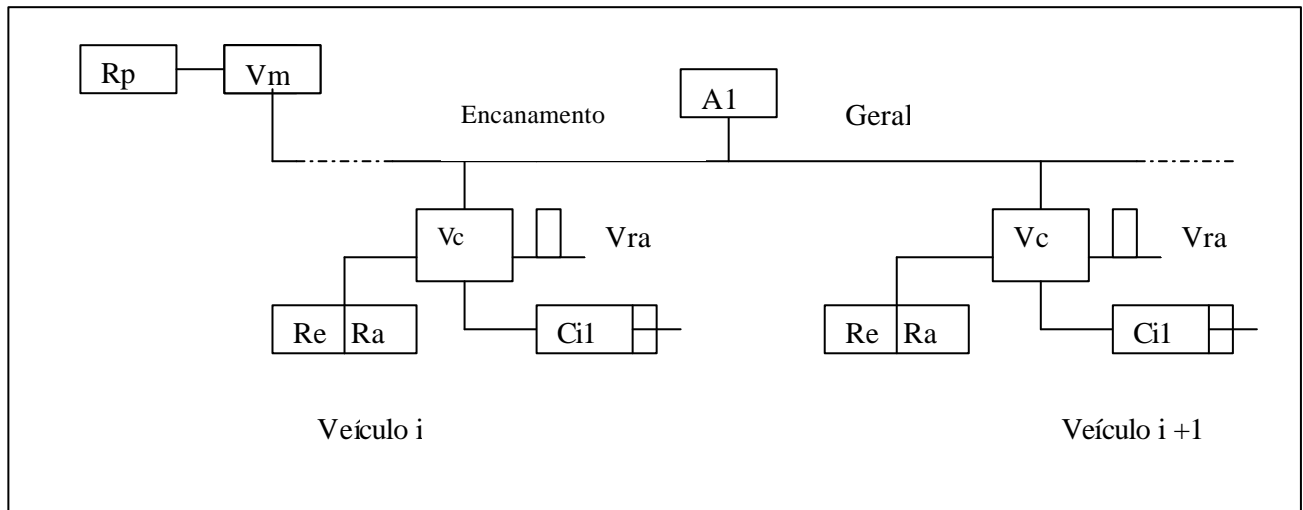 Rp
Vm
A1
Encanamento
Geral
Vc
Vra
Vc
Vra
Re
Ra
Ci1
Re
Ra
Ci1
Veículo i
Veículo i +1